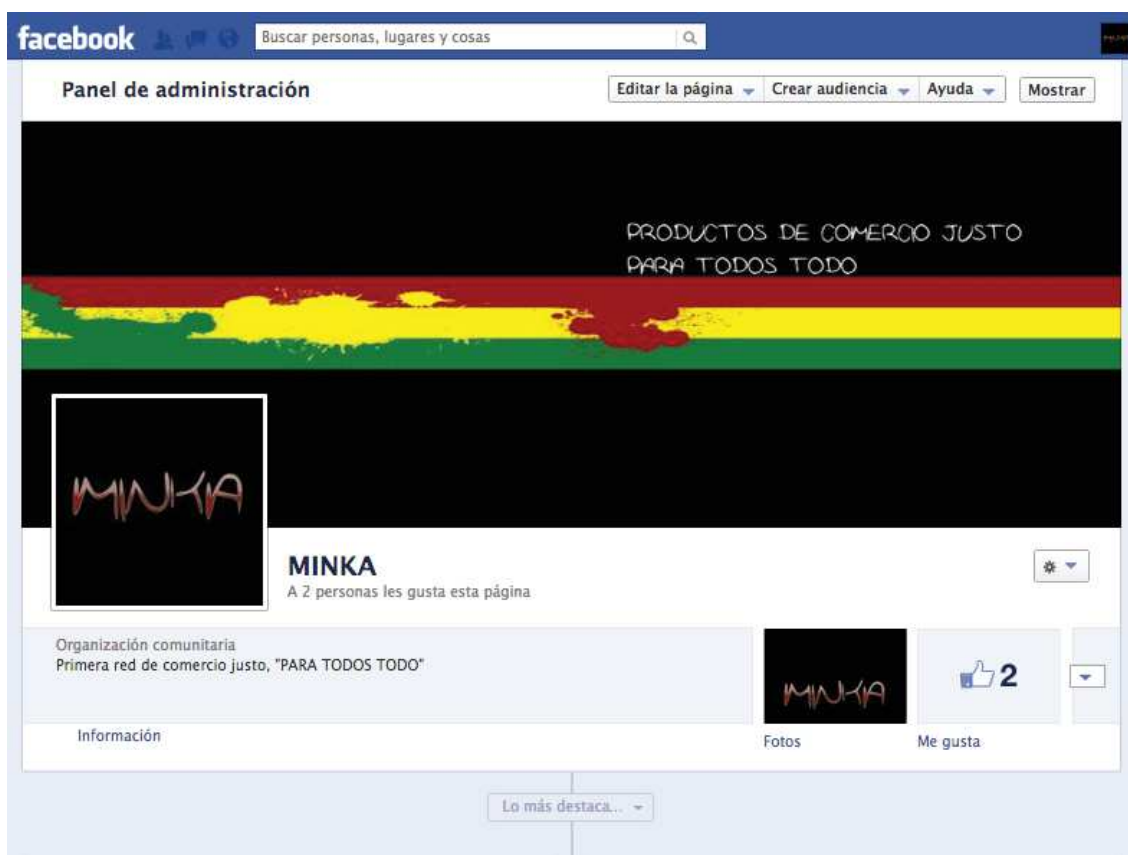 facebook
Buscar personas, lugares y cosas
Panel de administración
Editar la página
Crear audiencia
Ayuda
Mostrar
PRODUCTOS DE COMERCIO JUSTO
PARA TODOS TODO
MINKA
MINKA
A 2 personas les gusta esta página
Organización comunitaria
Primera red de comercio justo, "PARA TODOS TODO"
MINKA
2
Información
Fotos
Me gusta
Lo más destaca...